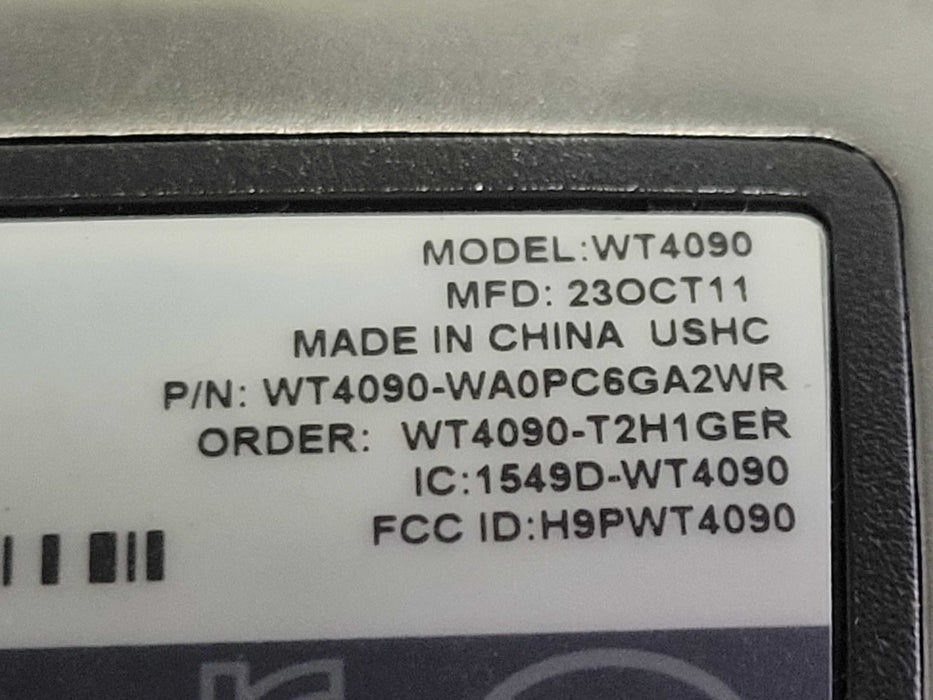 MODEL:WT4090
MFD: 23OCT11
MADE IN CHINA USHC
P/N: WT4090-WA0PC6GA2WR
ORDER: WT4090-T2H1GER
IC:1549D-WT4090
FCC ID:H9PWT4090